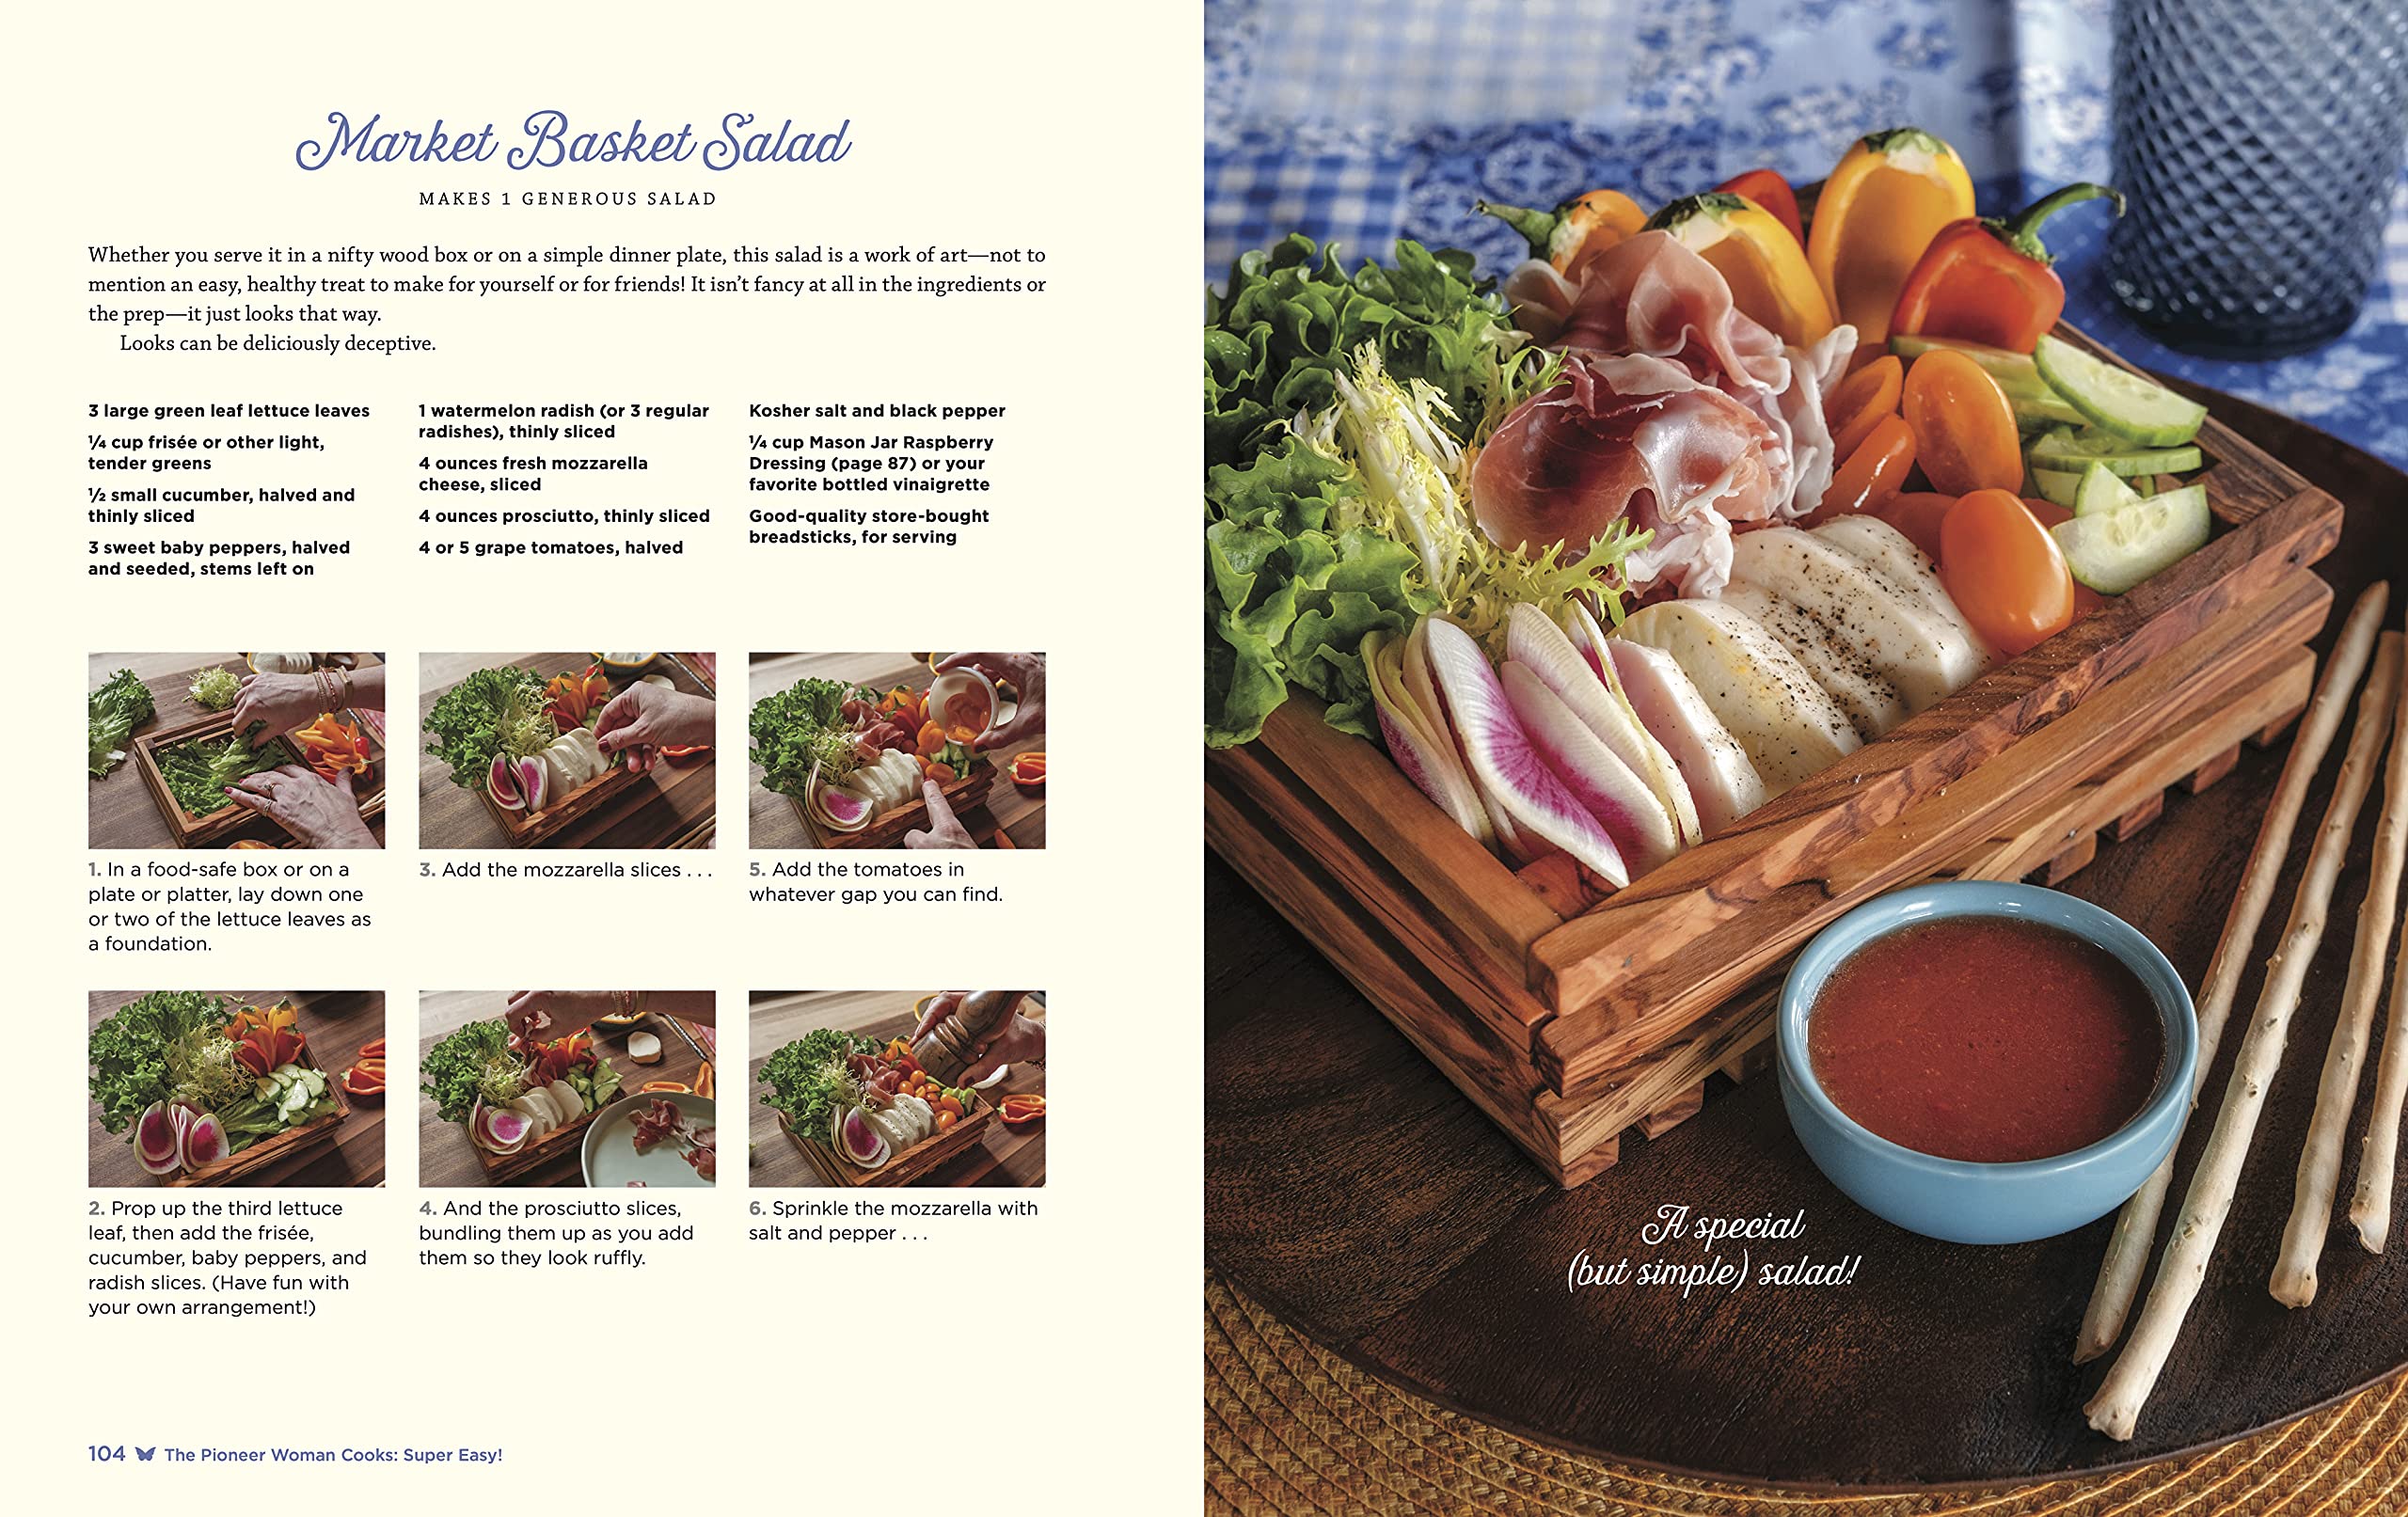 Market Basket Salad
MAKES 1 GENEROUS SALAD
Whether you serve it in a nifty wood box or on a simple dinner plate, this salad is a work of art—not to
mention an easy, healthy treat to make for yourself or for friends! It isn’t fancy at all in the ingredients or
the prep—it just looks that way.
Looks can be deliciously deceptive.
3 large green leaf lettuce leaves
¼ cup frisée or other light,
tender greens
½ small cucumber, halved and
thinly sliced
3 sweet baby peppers, halved
and seeded, stems left on
1 watermelon radish (or 3 regular
radishes), thinly sliced
4 ounces fresh mozzarella
cheese, sliced
4 ounces prosciutto, thinly sliced
4 or 5 grape tomatoes, halved
Kosher salt and black pepper
¼ cup Mason Jar Raspberry
Dressing (page 87) or your
favorite bottled vinaigrette
Good-quality store-bought
breadsticks, for serving
1. In a food-safe box or on a
plate or platter, lay down one
or two of the lettuce leaves as
a foundation.
2. Prop up the third lettuce
leaf, then add the frisée,
cucumber, baby peppers, and
radish slices. (Have fun with
your own arrangement!)
3. Add the mozzarella slices . . .
4. And the prosciutto slices,
bundling them up as you add
them so they look ruffly.
5. Add the tomatoes in
whatever gap you can find.
6. Sprinkle the mozzarella with
salt and pepper . . .
104 The Pioneer Woman Cooks: Super Easy!
A special
(but simple) salad!